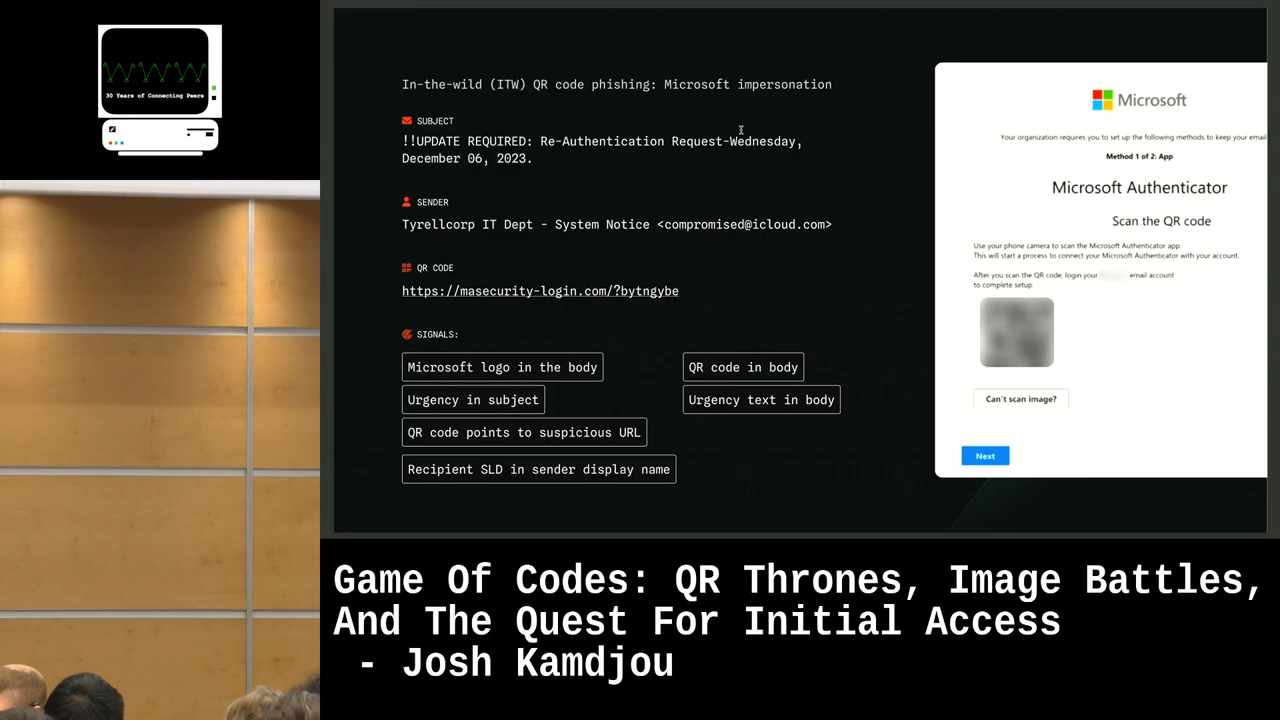 30 Years of Connecting Peers
In-the-wild (ITW) QR code phishing: Microsoft impersonation
SUBJECT
!!UPDATE REQUIRED: Re-Authentication Request-Wednesday,
December 06, 2023.
SENDER
Tyrellcorp IT Dept - System Notice <compromised@icloud.com>
QR CODE
https://masecurity-login.com/?bytngybe
SIGNALS:
Microsoft logo in the body
QR code in body
Urgency in subject
Urgency text in body
QR code points to suspicious URL
Recipient SLD in sender display name
Microsoft
Your organization requires you to set up the following methods to keep your email
Method 1 of 2: App
Microsoft Authenticator
Scan the QR code
Use your phone camera to scan the Microsoft Authenticator app.
This will start a process to connect your Microsoft Authenticator with your account.
After you scan the QR code, login your email account
to complete setup.
Can't scan image?
Next
Game Of Codes: QR Thrones, Image Battles,
And The Quest For Initial Access
- Josh Kamdjou